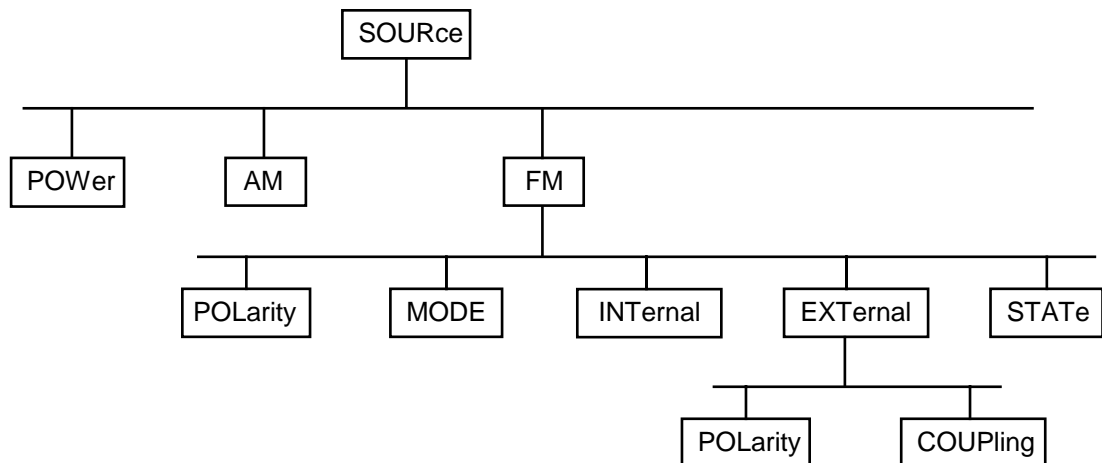 SOURce
POWer AM FM
POLarity MODE INTernal EXTernal STATe
POLarity COUPling